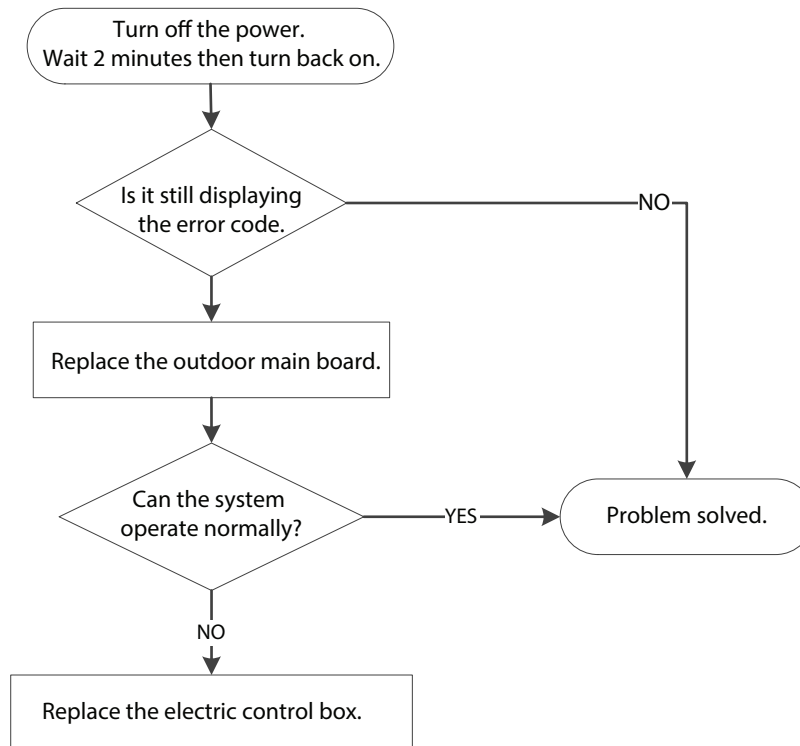 Turn off the power.
Wait 2 minutes then turn back on.
Is it still displaying
the error code.
NO
Replace the outdoor main board.
Can the system
operate normally?
YES
Problem solved.
NO
Replace the electric control box.